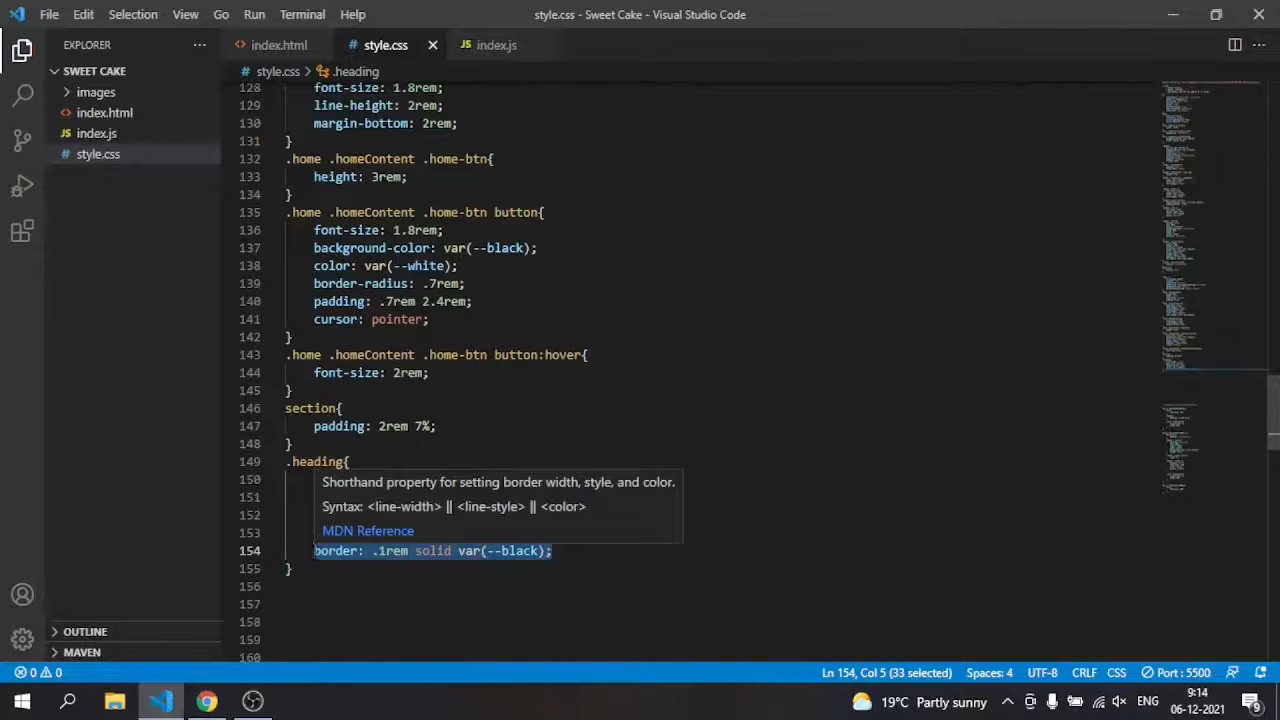 File Edit Selection View Go Run Terminal Help
style.css - Sweet Cake - Visual Studio Code
EXPLORER
index.html
style.css
index.js
SWEET CAKE
style.css > .heading
images
index.html
index.js
style.css
128 font-size: 1.8rem;
129 line-height: 2rem;
130 margin-bottom: 2rem;
131 }
132 .home .homeContent .home-btn{
133 height: 3rem;
134 }
135 .home .homeContent .home-btn button{
136 font-size: 1.8rem;
137 background-color: var(--black);
138 color: var(--white);
139 border-radius: .7rem;
140 padding: .7rem 2.4rem;
141 cursor: pointer;
142 }
143 .home .homeContent .home-btn button:hover{
144 font-size: 2rem;
145 }
146 section{
147 padding: 2rem 7%;
148 }
149 .heading{
150
151
152
153
Shorthand property for setting border width, style, and color.
Syntax: <line-width> || <line-style> || <color>
MDN Reference
154 border: .1rem solid var(--black);
155 }
156
157
158
159
160
OUTLINE
MAVEN
0 0
Ln 154, Col 5 (33 selected) Spaces: 4 UTF-8 CRLF CSS Port : 5500
19°C Partly sunny ENG
9:14
06-12-2021
9